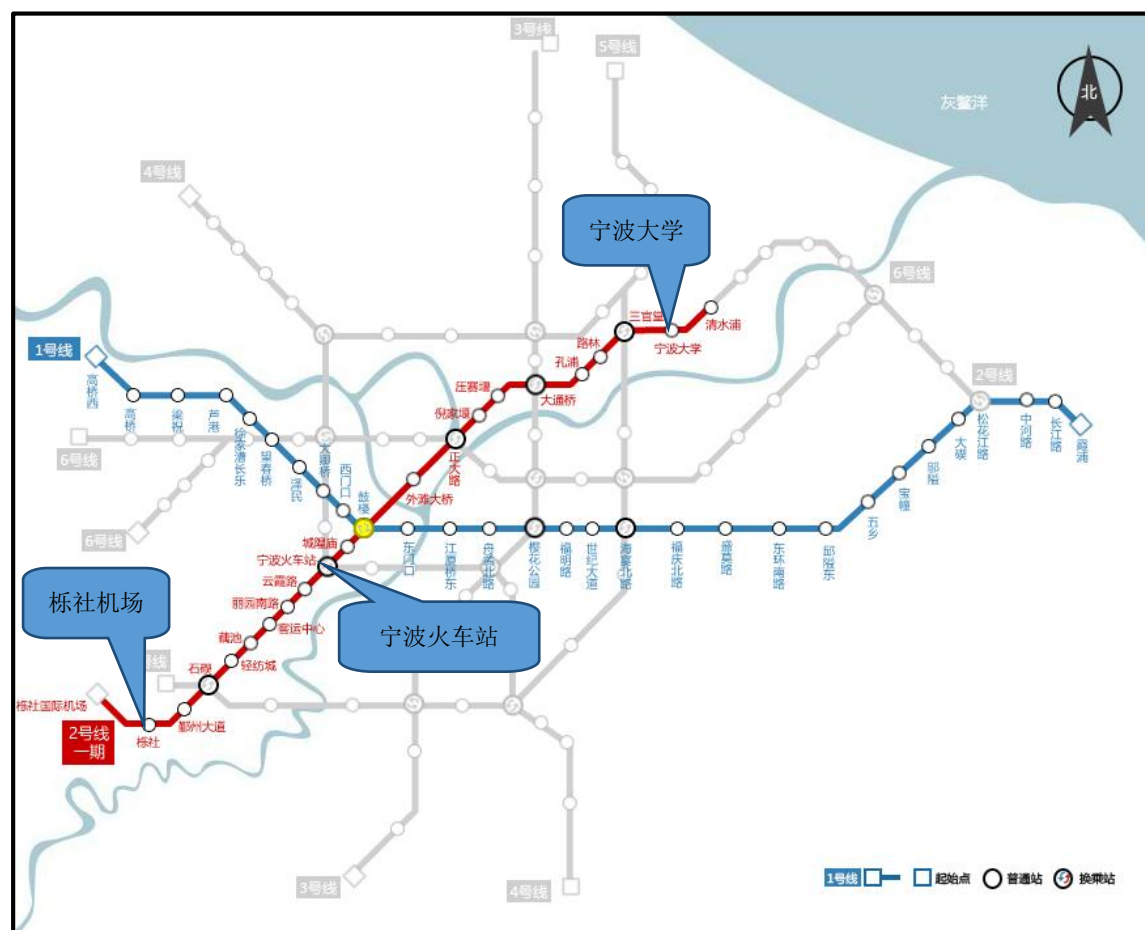 3号线
5号线
灰鳖洋
北
4号线
宁波大学
6号线
三官堂
清水浦
宁波大学
路林
孔浦
1号线
高桥西
高桥
梁祝
芦港
徐家漕长乐
望春桥
泽民
大卿桥
西门口
鼓楼
压赛堰
倪家堰
大通桥
正大路
外滩大桥
2号线
松花江路
中河路
长江路
霞浦
大碶
邬隘
宝幢
五乡
6号线
6号线
城隍庙
东门口
江厦桥东
舟孟北路
樱花公园
福明路
世纪大道
海晏北路
福庆北路
盛莫路
东环南路
邱隘东
宁波火车站
云霞路
丽园南路
客运中心
藕池
轻纺城
栎社机场
宁波火车站
石碶
号线
栎社国际机场
鄞州大道
栎社
2号线
一期
3号线
4号线
1号线
起始点
普通站
换乘站